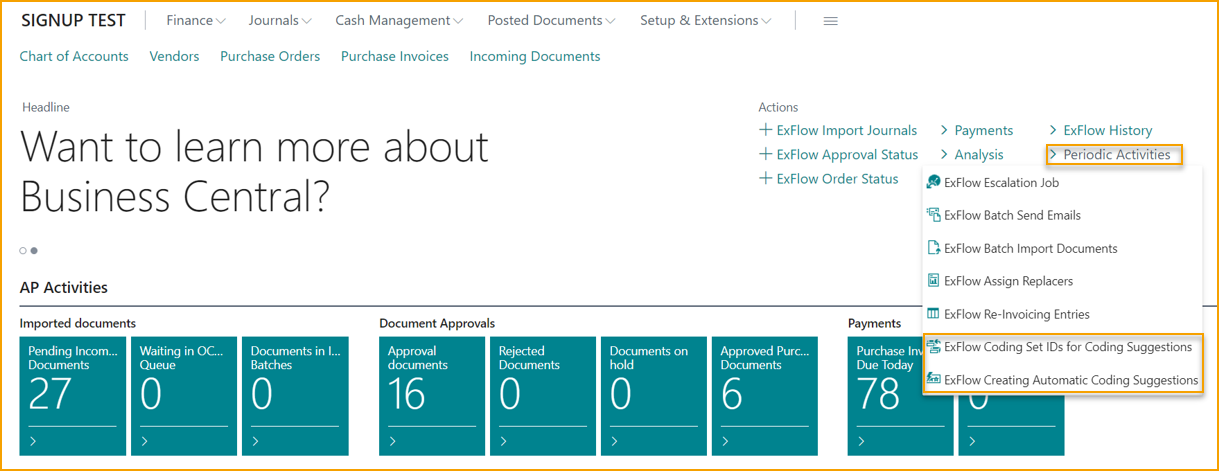 SIGNUP TEST
Finance
Journals
Cash Management
Posted Documents
Setup & Extensions
Chart of Accounts
Vendors
Purchase Orders
Purchase Invoices
Incoming Documents
Headline
Want to learn more about
Business Central?
Actions
ExFlow Import Journals
Payments
ExFlow History
ExFlow Approval Status
Analysis
Periodic Activities
ExFlow Order Status
ExFlow Escalation Job
ExFlow Batch Send Emails
ExFlow Batch Import Documents
ExFlow Assign Replacers
ExFlow Re-Invoicing Entries
ExFlow Coding Set IDs for Coding Suggestions
ExFlow Creating Automatic Coding Suggestions
AP Activities
Imported documents
Pending Incom...
Documents
27
Waiting in OC...
Queue
0
Documents in I...
Batches
0
Document Approvals
Approval
documents
16
Rejected
Documents
0
Documents on
hold
0
Approved Purc...
Documents
6
Payments
Purchase Inv
Due Today
78
0